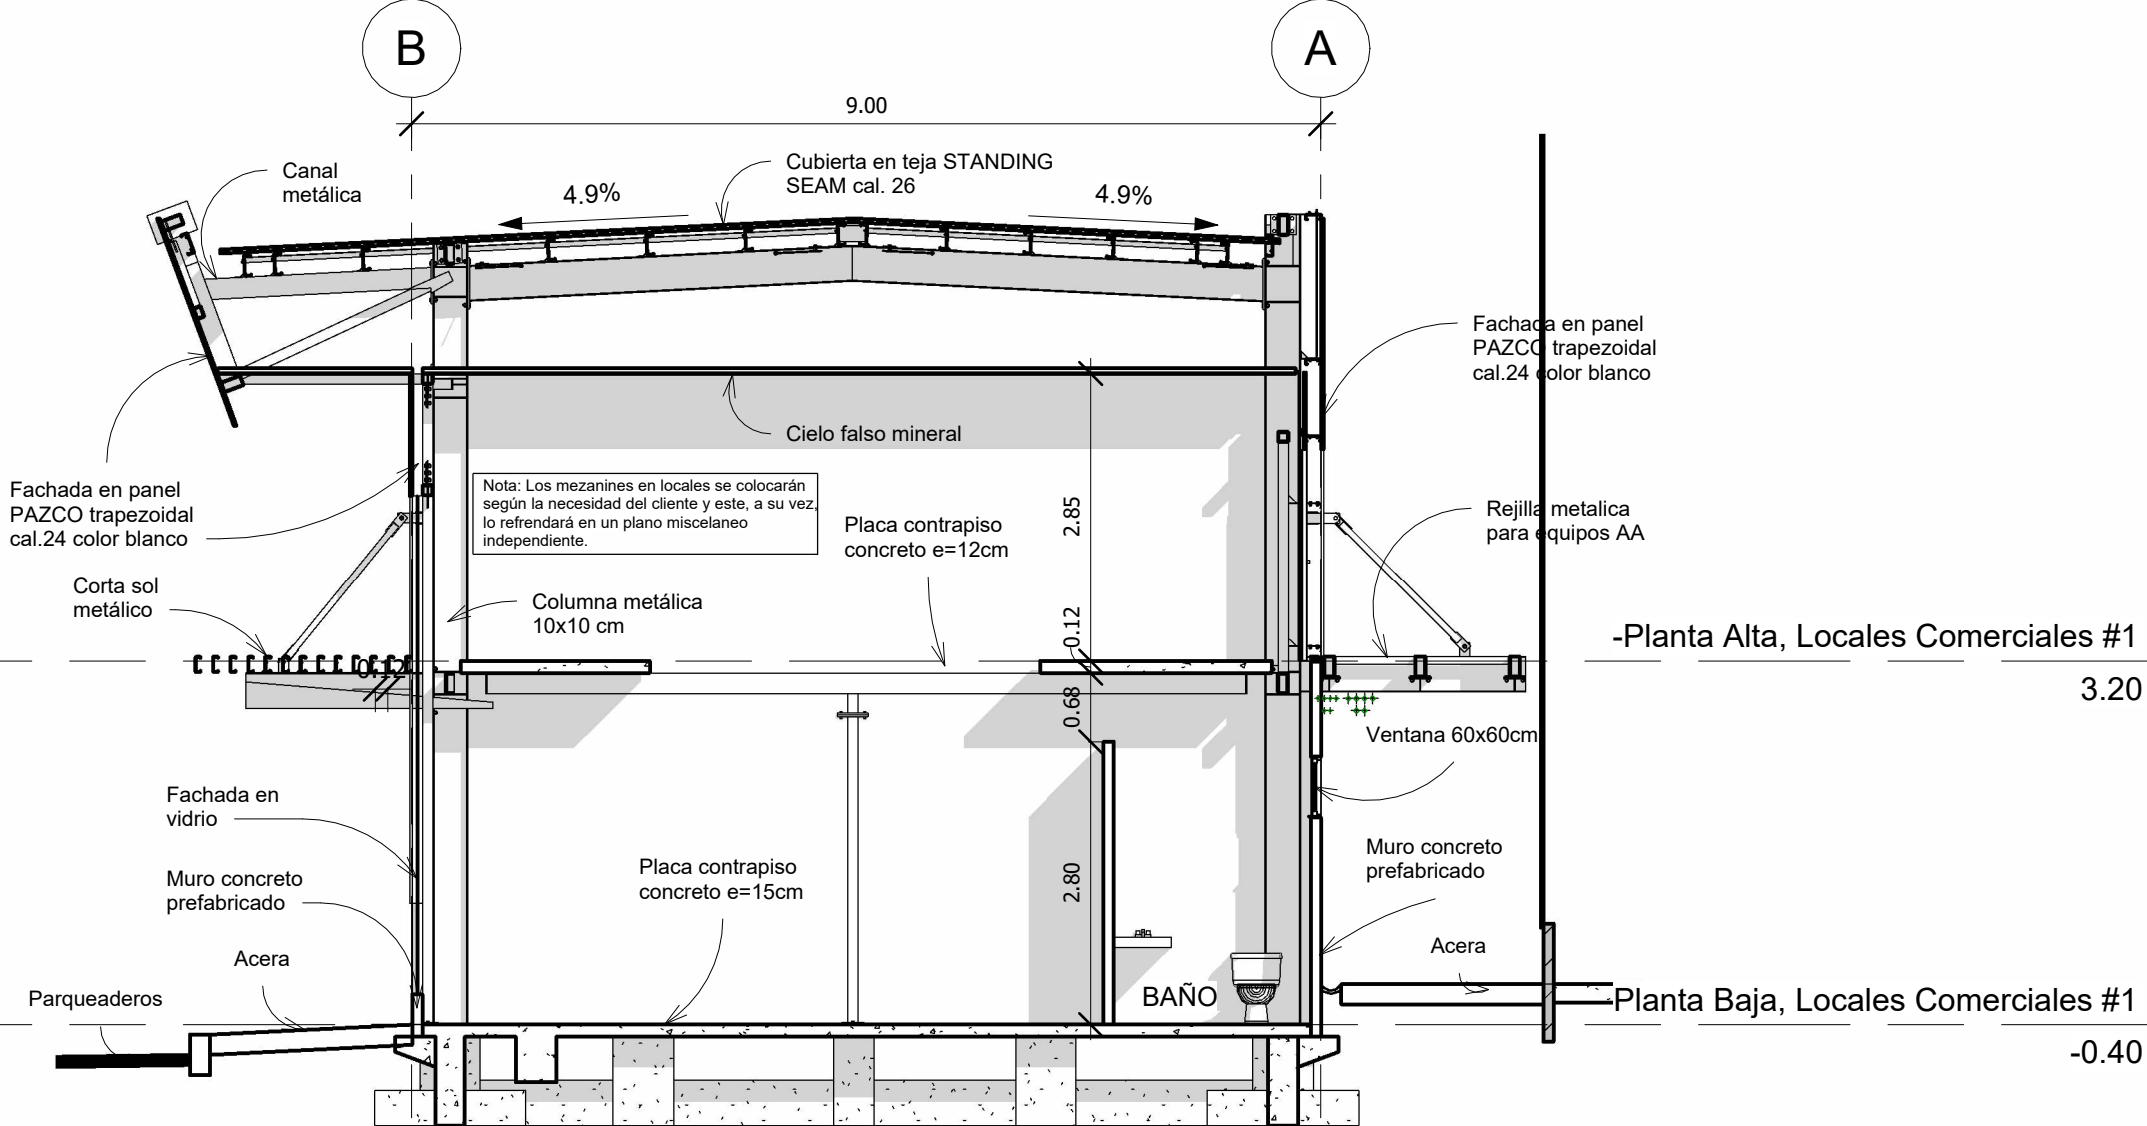 B
A
9.00
Canal
metálica
Cubierta en teja STANDING
SEAM cal. 26
4.9%
4.9%
Fachada en panel
PAZCO trapezoidal
cal.24 color blanco
Cielo falso mineral
Fachada en panel
PAZCO trapezoidal
cal.24 color blanco
Nota: Los mezanines en locales se colocarán
según la necesidad del cliente y este, a su vez,
lo refrendará en un plano miscelaneo
independiente.
Placa contrapiso
concreto e=12cm
2.85
Rejilla metalica
para equipos AA
Corta sol
metálico
Columna metálica
10x10 cm
0.12
-Planta Alta, Locales Comerciales #1
0.12
3.20
0.68
Ventana 60x60cm
Fachada en
vidrio
Muro concreto
prefabricado
Placa contrapiso
concreto e=15cm
2.80
Muro concreto
prefabricado
Acera
Acera
Parqueaderos
BAÑO
Planta Baja, Locales Comerciales #1
-0.40